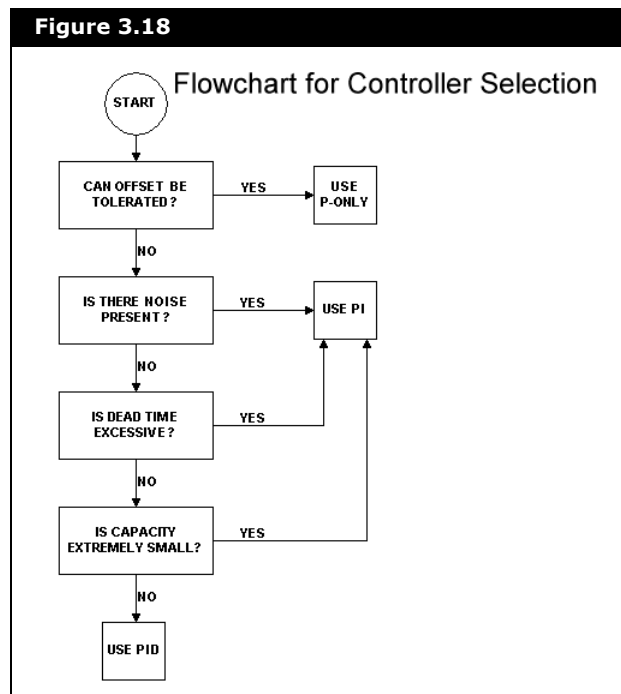 Figure 3.18
Flowchart for Controller Selection
START
CAN OFFSET BE
TOLERATED?
YES
USE
P-ONLY
NO
IS THERE NOISE
PRESENT?
YES
USE PI
NO
IS DEAD TIME
EXCESSIVE?
YES
NO
IS CAPACITY
EXTREMELY SMALL?
YES
NO
USE PID